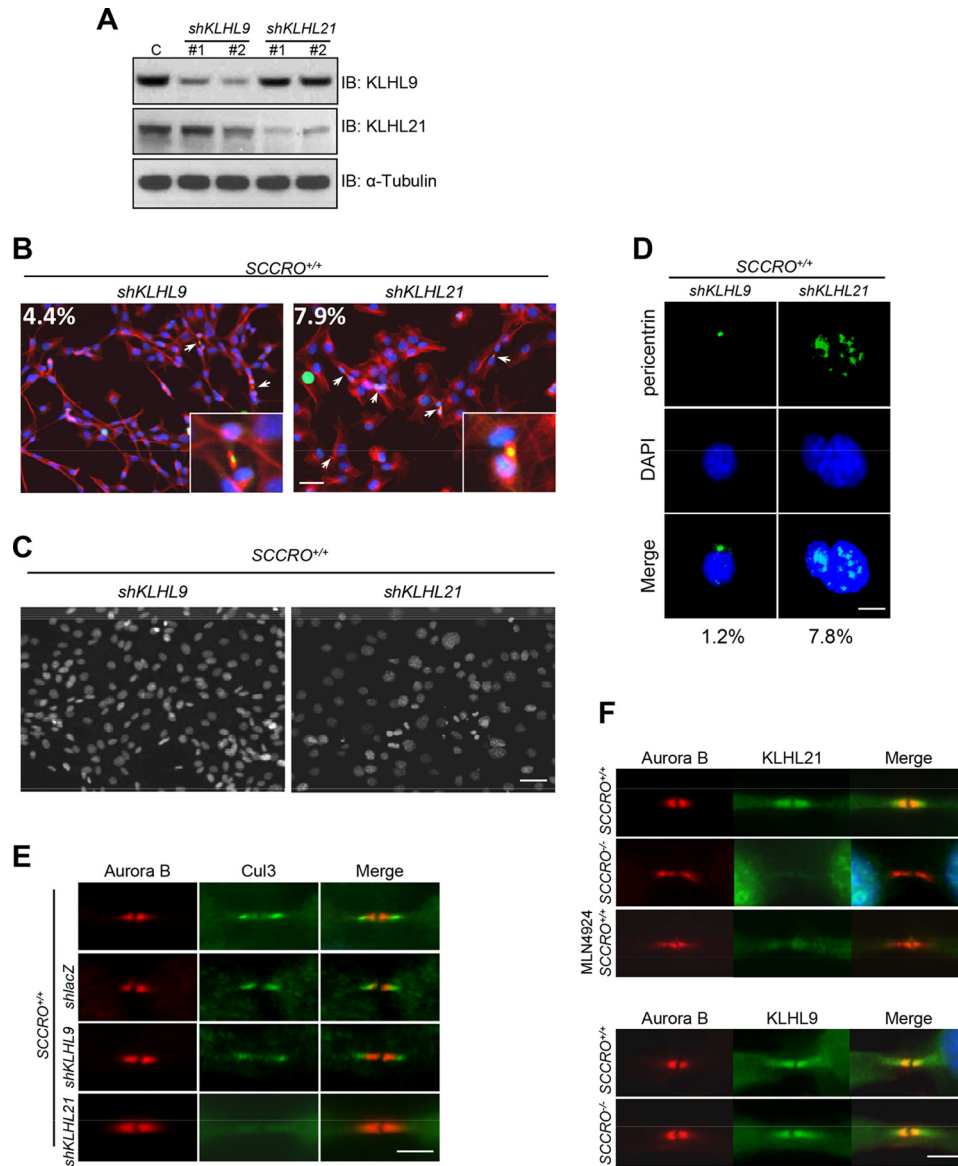 A
shKLHL9 shKLHL21
C #1 #2 #1 #2
IB: KLHL9
IB: KLHL21
IB: α-Tubulin
B
SCCRO+/+
shKLHL9 shKLHL21
4.4% 7.9%
C
SCCRO+/+
shKLHL9 shKLHL21
D
SCCRO+/+
shKLHL9 shKLHL21
pericentrin
DAPI
Merge
1.2% 7.8%
E
Aurora B Cul3 Merge
SCCRO+/+
shlacZ
shKLHL9
shKLHL21
F
Aurora B KLHL21 Merge
SCCRO+/+
SCCRO-/-
MLN4924
SCCRO+/+
Aurora B KLHL9 Merge
SCCRO+/+
SCCRO-/-